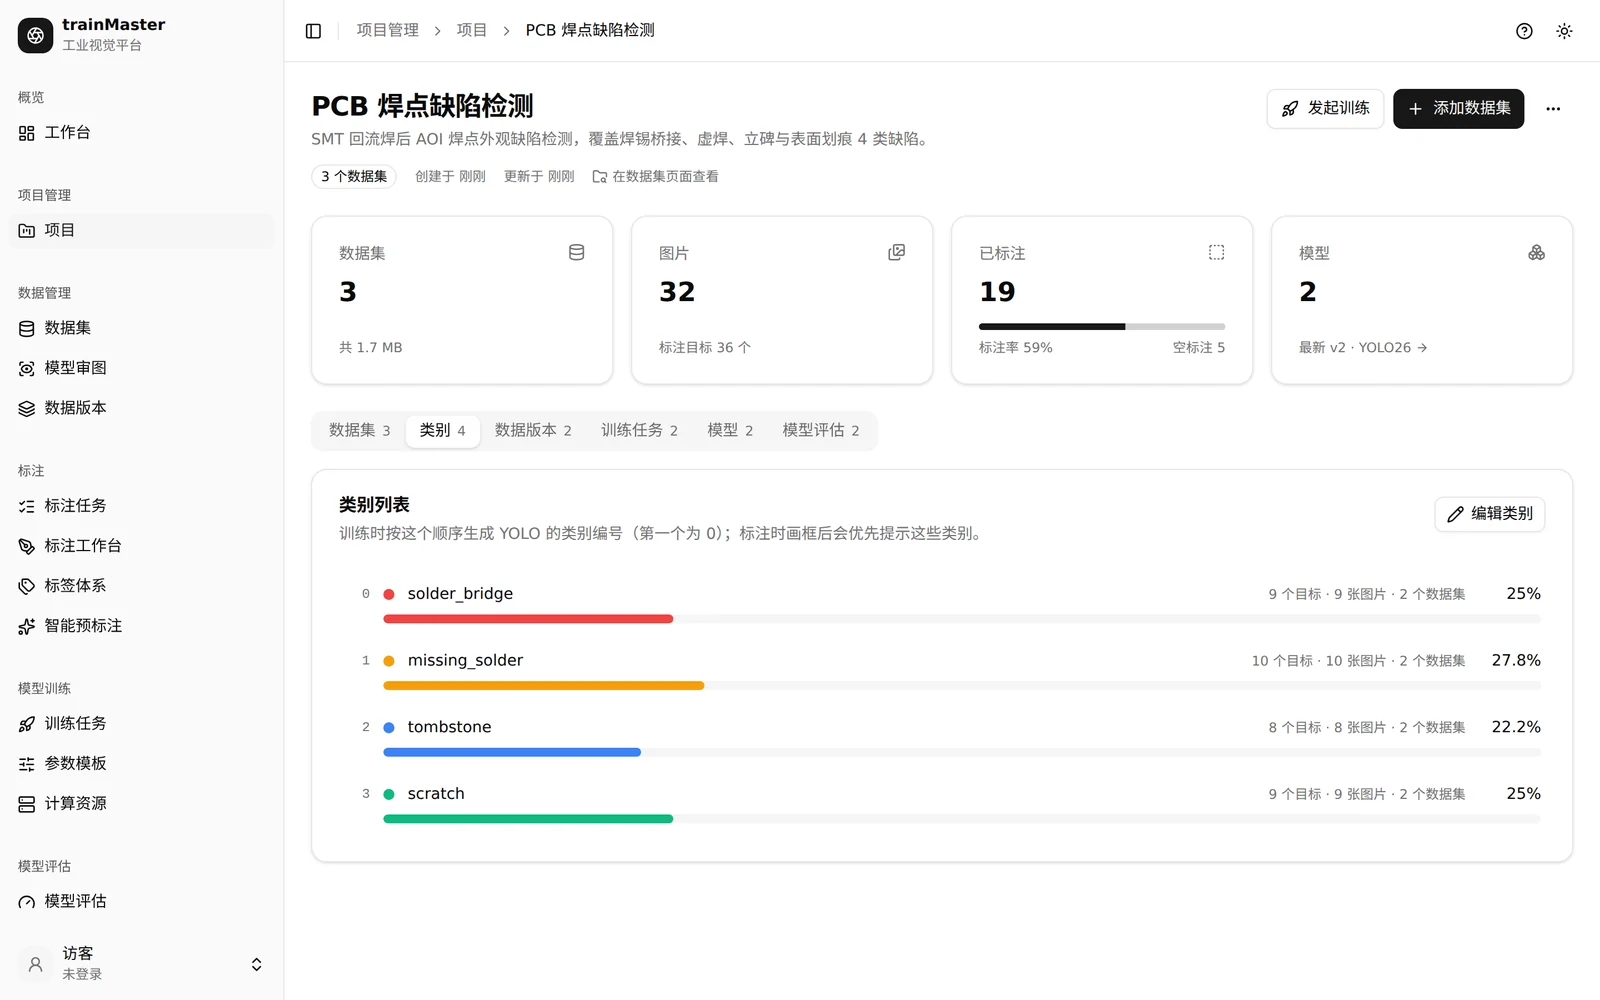 trainMaster
工业视觉平台
概览
工作台
项目管理
项目
数据管理
数据集
模型审图
数据版本
标注
标注任务
标注工作台
标签体系
智能预标注
模型训练
训练任务
参数模板
计算资源
模型评估
模型评估
访客
未登录
项目管理 > 项目 > PCB 焊点缺陷检测
PCB 焊点缺陷检测
SMT 回流焊后 AOI 焊点外观缺陷检测，覆盖焊锡桥接、虚焊、立碑与表面划痕 4 类缺陷。
发起训练 + 添加数据集 ···
3 个数据集 创建于 刚刚 更新于 刚刚 在数据集页面查看
数据集
3
共 1.7 MB
图片
32
标注目标 36 个
已标注
19
标注率 59% 空标注 5
模型
2
最新 v2 · YOLO26 →
数据集 3 类别 4 数据版本 2 训练任务 2 模型 2 模型评估 2
类别列表
训练时按这个顺序生成 YOLO 的类别编号（第一个为 0）；标注时画框后会优先提示这些类别。
编辑类别
0 solder_bridge 9 个目标 · 9 张图片 · 2 个数据集 25%
1 missing_solder 10 个目标 · 10 张图片 · 2 个数据集 27.8%
2 tombstone 8 个目标 · 8 张图片 · 2 个数据集 22.2%
3 scratch 9 个目标 · 9 张图片 · 2 个数据集 25%